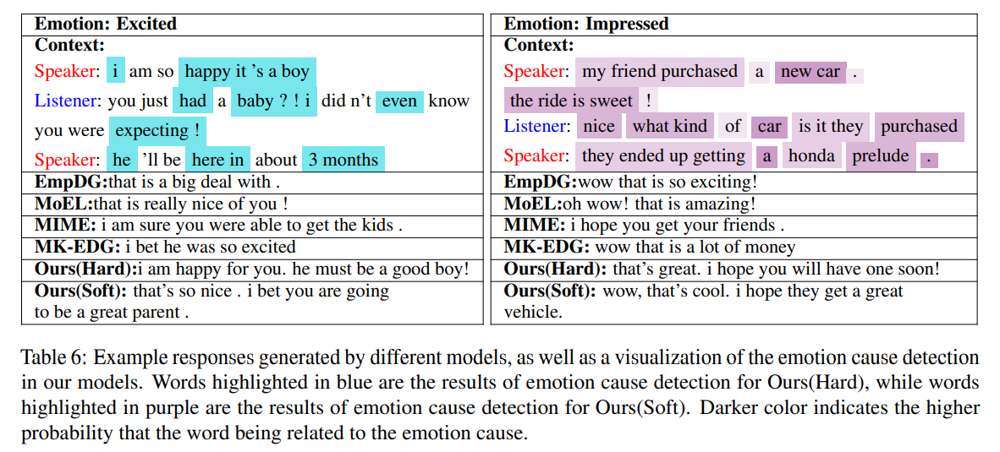 Emotion: Excited
Context:
Speaker: i am so happy it 's a boy
Listener: you just had a baby ? ! i did n't even know
you were expecting !
Speaker: he 'll be here in about 3 months
EmpDG:that is a big deal with .
MoEL:that is really nice of you !
MIME: i am sure you were able to get the kids .
MK-EDG: i bet he was so excited
Ours(Hard):i am happy for you. he must be a good boy!
Ours(Soft): that's so nice . i bet you are going
to be a great parent .
Emotion: Impressed
Context:
Speaker: my friend purchased a new car .
the ride is sweet !
Listener: nice what kind of car is it they purchased
Speaker: they ended up getting a honda prelude .
EmpDG:wow that is so exciting!
MoEL:oh wow! that is amazing!
MIME: i hope you get your friends .
MK-EDG: wow that is a lot of money
Ours(Hard): that's great. i hope you will have one soon!
Ours(Soft): wow, that's cool. i hope they get a great
vehicle.
Table 6: Example responses generated by different models, as well as a visualization of the emotion cause detection
in our models. Words highlighted in blue are the results of emotion cause detection for Ours(Hard), while words
highlighted in purple are the results of emotion cause detection for Ours(Soft). Darker color indicates the higher
probability that the word being related to the emotion cause.